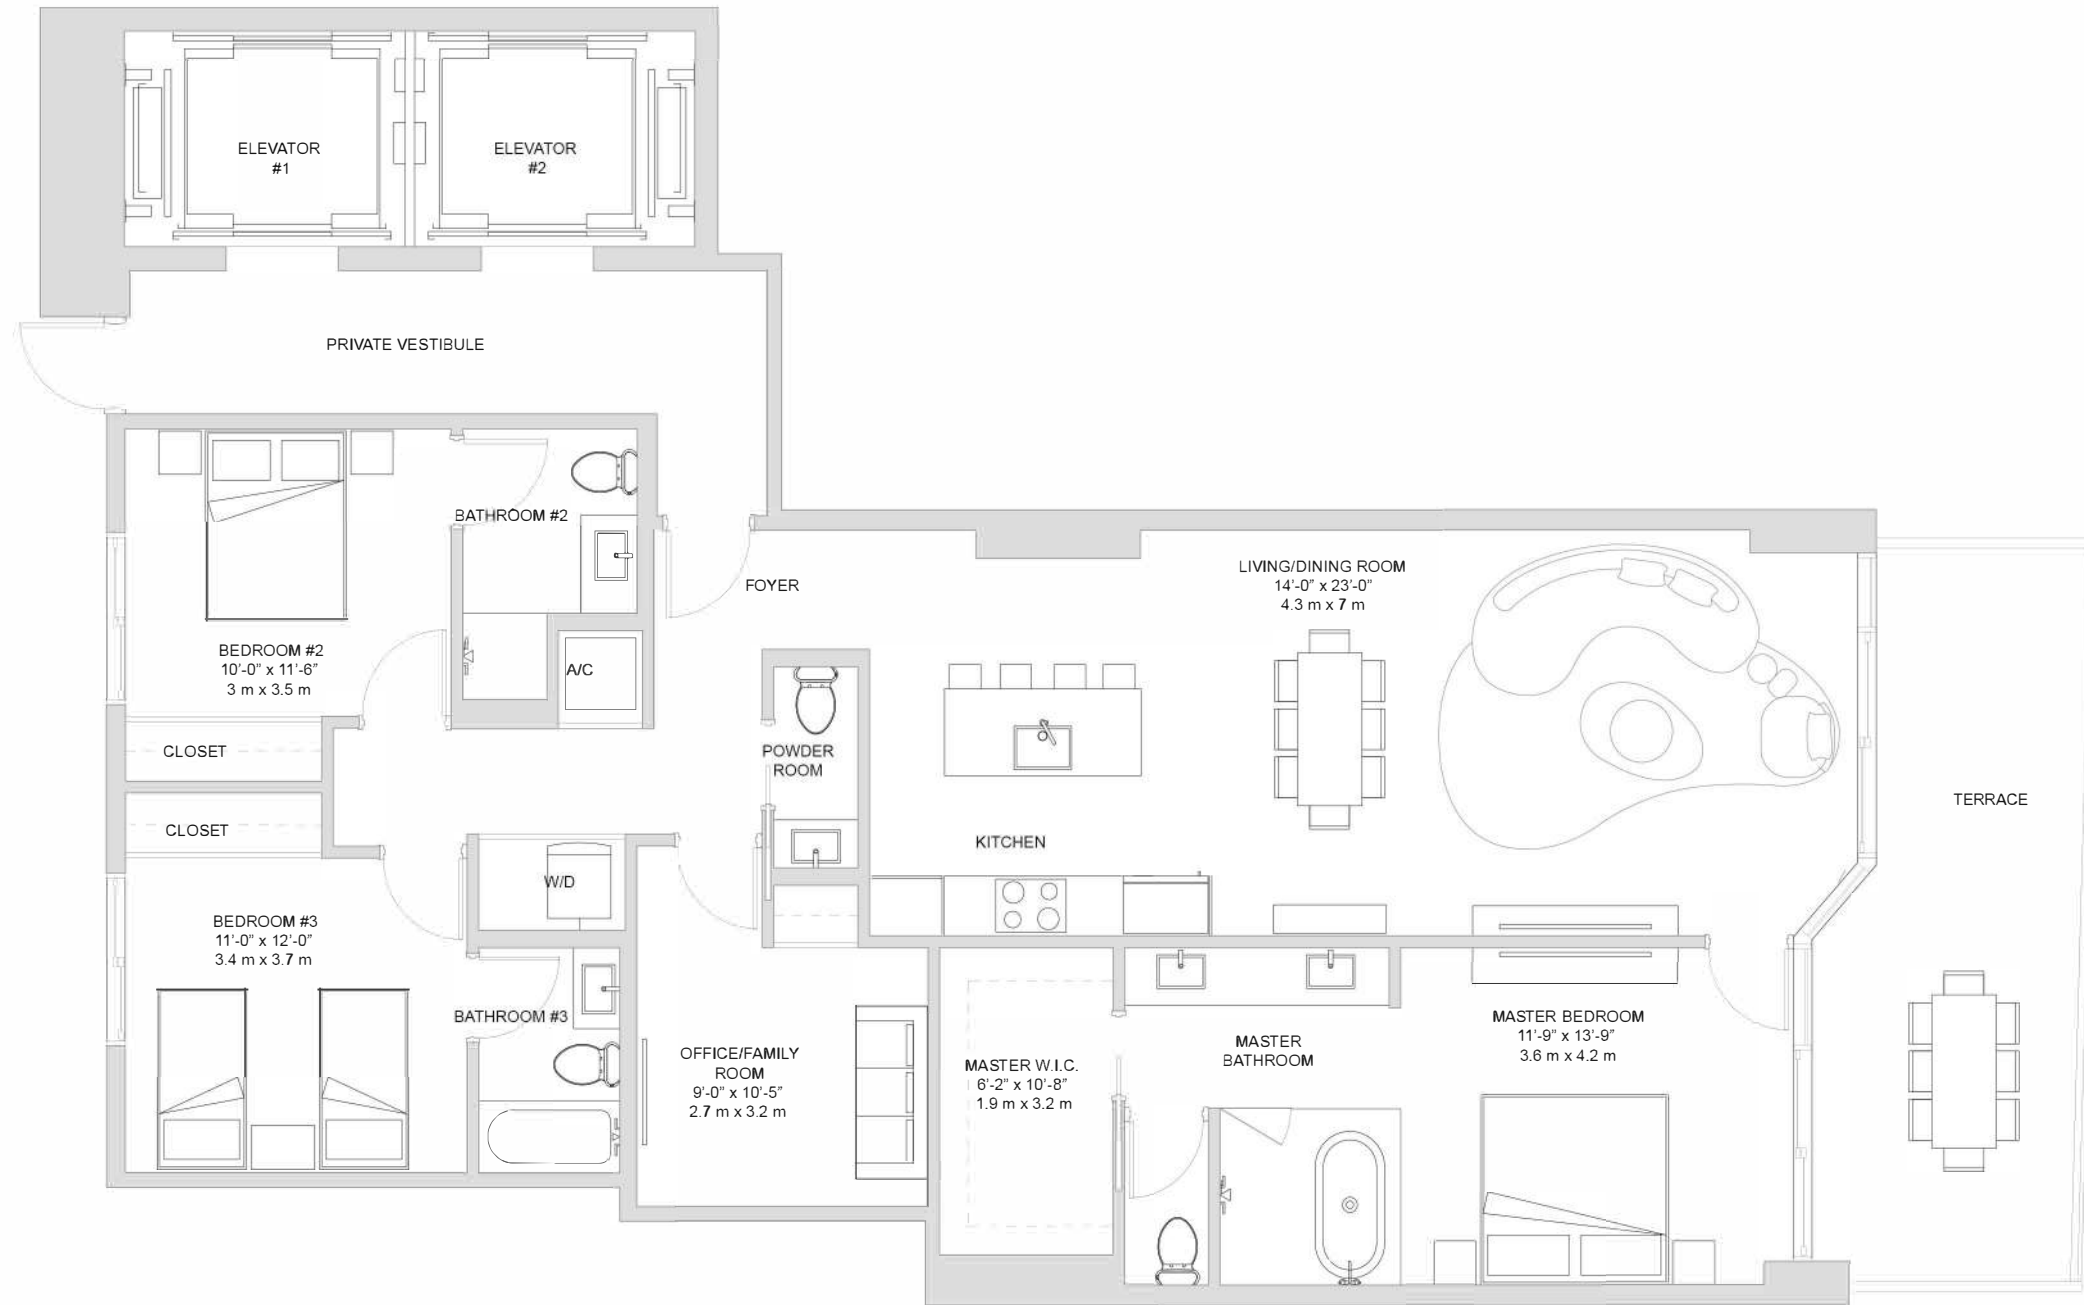 ELEVATOR
#1
ELEVATOR
#2
PRIVATE VESTIBULE
BATHROOM #2
FOYER
LIVING/DINING ROOM
14'-0" x 23'-0"
4.3 m x 7 m
BEDROOM #2
10'-0" x 11'-6"
3 m x 3.5 m
A/C
CLOSET
POWDER
ROOM
TERRACE
CLOSET
KITCHEN
W/D
BEDROOM #3
11'-0" x 12'-0"
3.4 m x 3.7 m
BATHROOM #3
OFFICE/FAMILY
ROOM
9'-0" x 10'-5"
2.7 m x 3.2 m
MASTER W.I.C.
6'-2" x 10'-8"
1.9 m x 3.2 m
MASTER
BATHROOM
MASTER BEDROOM
11'-9" x 13'-9"
3.6 m x 4.2 m